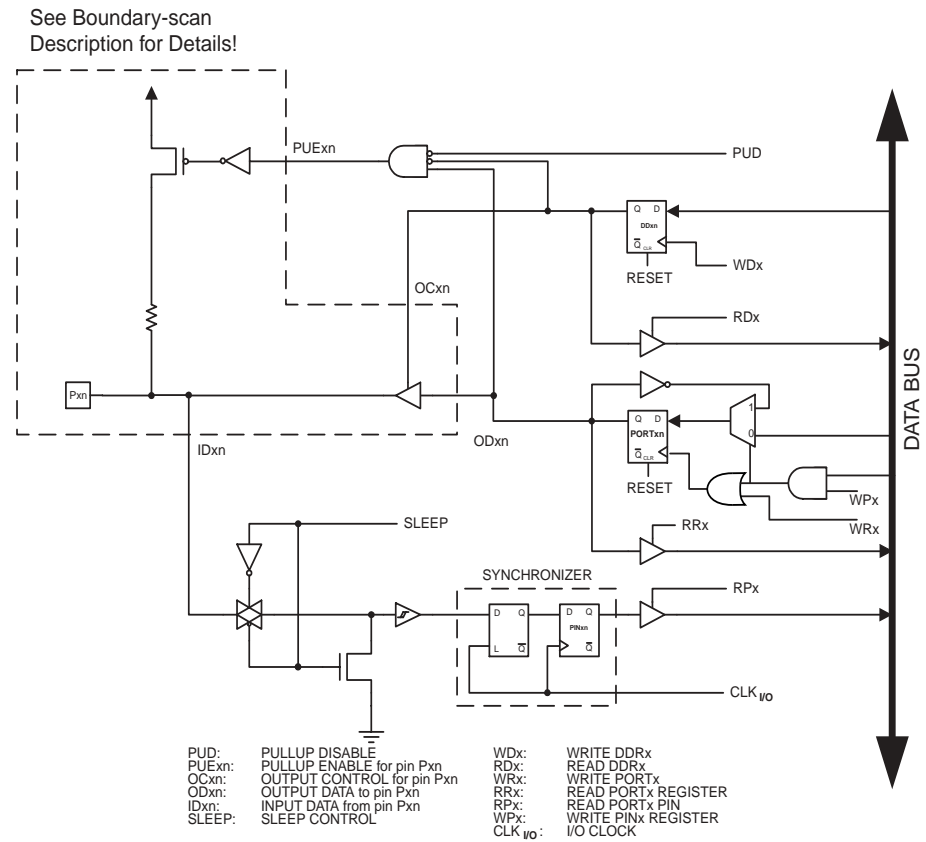 See Boundary-scan
Description for Details!
PUExn
PUD
Q D
DDxn
Q CLR
WDx
RESET
OCxn
RDx
Pxn
1
Q D
PORTxn
0
ODxn
IDxn
Q CLR
RESET
WPx
WRx
SLEEP
RRx
SYNCHRONIZER
RPx
D Q
D Q
PINxn
L Q
Q
CLK I/O
DATA BUS
PUD: PULLUP DISABLE
PUExn: PULLUP ENABLE for pin Pxn
OCxn: OUTPUT CONTROL for pin Pxn
ODxn: OUTPUT DATA to pin Pxn
IDxn: INPUT DATA from pin Pxn
SLEEP: SLEEP CONTROL
WDx: WRITE DDRx
RDx: READ DDRx
WRx: WRITE PORTx
RRx: READ PORTx REGISTER
RPx: READ PORTx PIN
WPx: WRITE PINx REGISTER
CLK I/O: I/O CLOCK